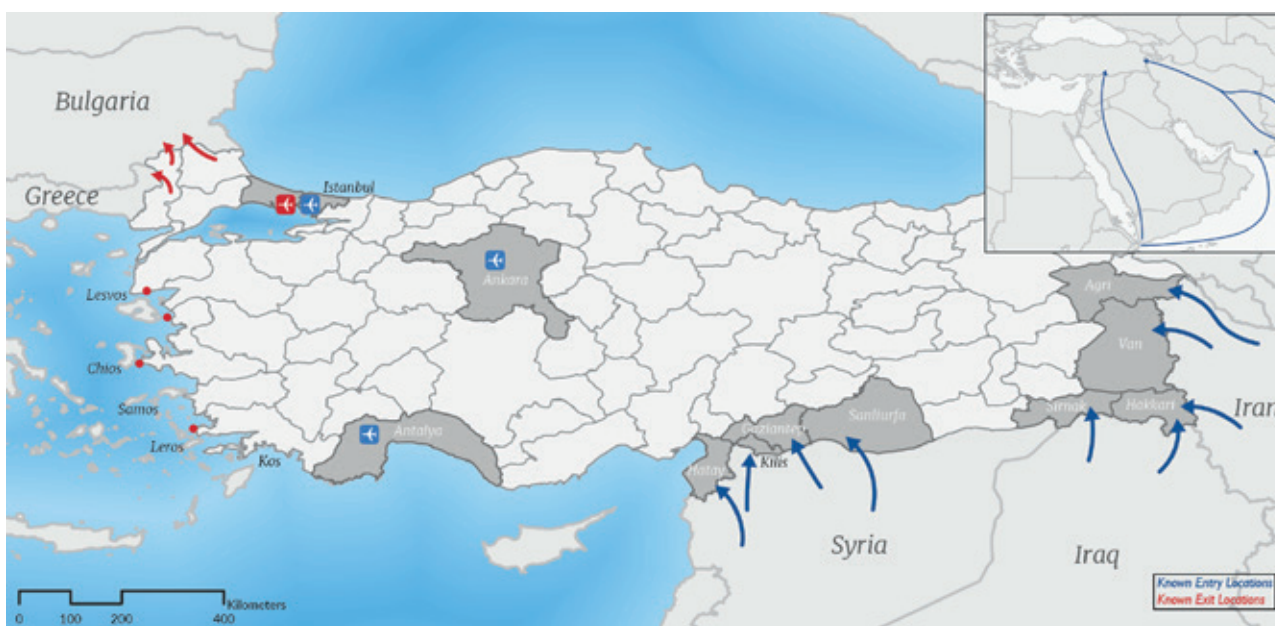 Bulgaria
Greece
Istanbul
Ankara
Agri
Lesvos
Van
Chios
Samos
Sirnak
Hakkari
Iran
Sanliurfa
Gaziantep
Antalya
Leros
Kos
Kilis
Hatay
Syria
Iraq
Known Entry Locations
Known Exit Locations
Kilometers
0 100 200 400